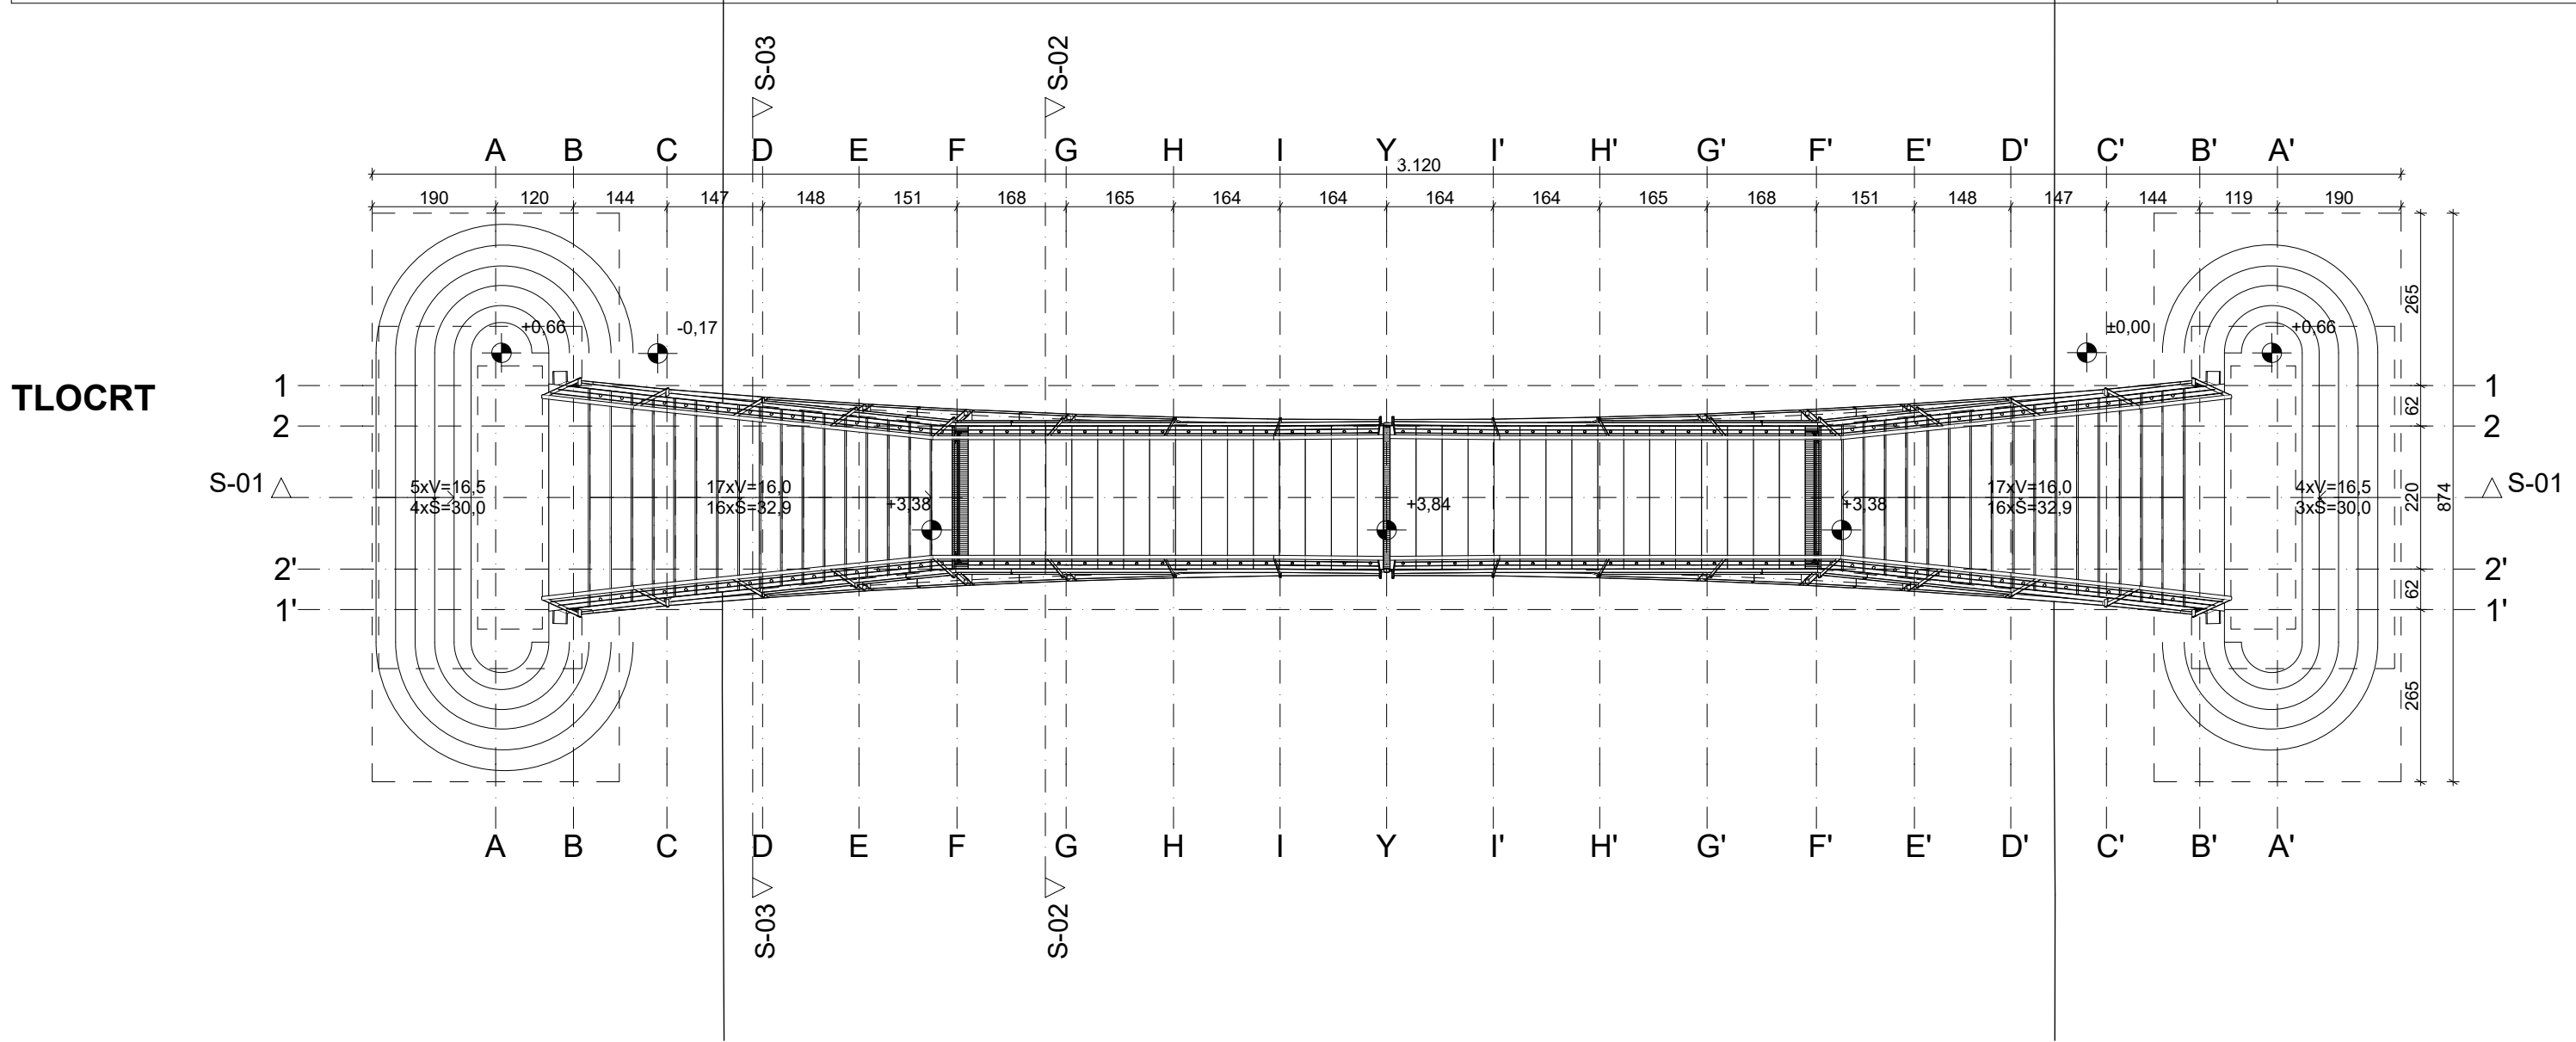 S-03
S-02
A B C D E F G H I Y I' H' G' F' E' D' C' B' A'
3.120
190 120 144 147 148 151 168 165 164 164 164 164 165 168 151 148 147 144 119 190
265
+0,66
-0,17
±0,00
+0,66
TLOCRT
1
1
62
2
2
S-01
5xV=16,5
4xŠ=30,0
17xV=16,0
16xŠ=32,9
+3,38
+3,84
+3,38
17xV=16,0
16xŠ=32,9
4xV=16,5
3xŠ=30,0
220
874
S-01
2'
2'
62
1'
1'
265
A B C D E F G H I Y I' H' G' F' E' D' C' B' A'
S-03
S-02